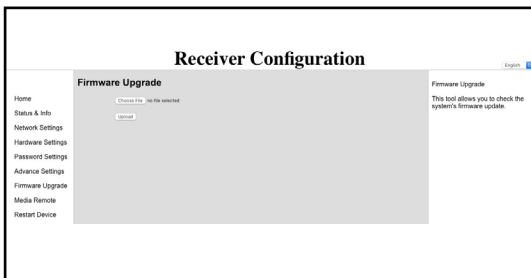 Receiver Configuration
English
Firmware Upgrade
Choose File no file selected
Upload
Home
Status & Info
Network Settings
Hardware Settings
Password Settings
Advance Settings
Firmware Upgrade
Media Remote
Restart Device
Firmware Upgrade
This tool allows you to check the
system's firmware update.